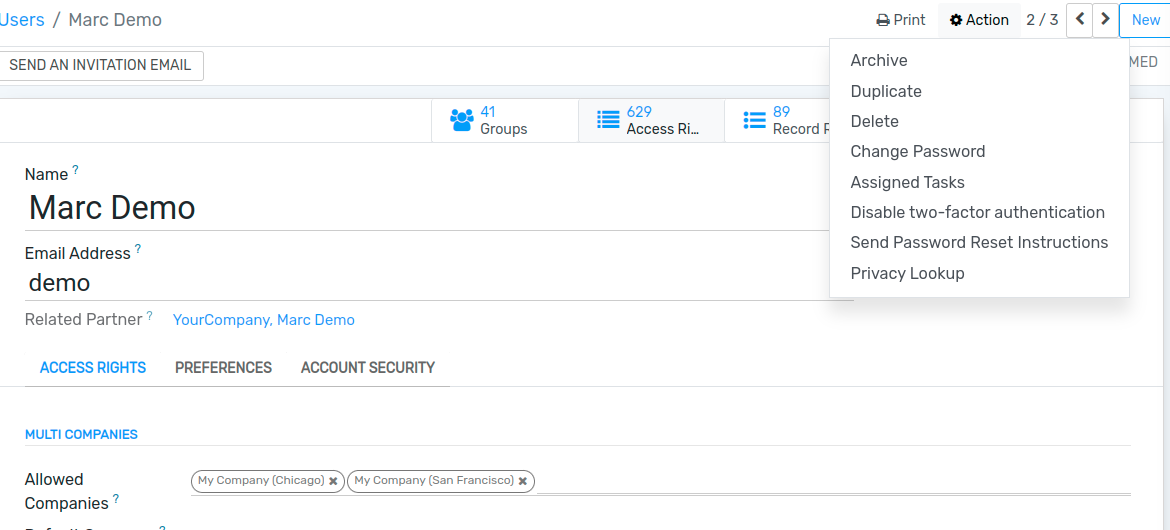 Users / Marc Demo
Print Action 2 / 3 New
SEND AN INVITATION EMAIL
Archive
Duplicate
Delete
Change Password
Assigned Tasks
Disable two-factor authentication
Send Password Reset Instructions
Privacy Lookup
41
Groups
629
Access Ri...
89
Record
Name ?
Marc Demo
Email Address ?
demo
Related Partner ? YourCompany, Marc Demo
ACCESS RIGHTS PREFERENCES ACCOUNT SECURITY
MULTI COMPANIES
Allowed
Companies ?
My Company (Chicago) × My Company (San Francisco) ×